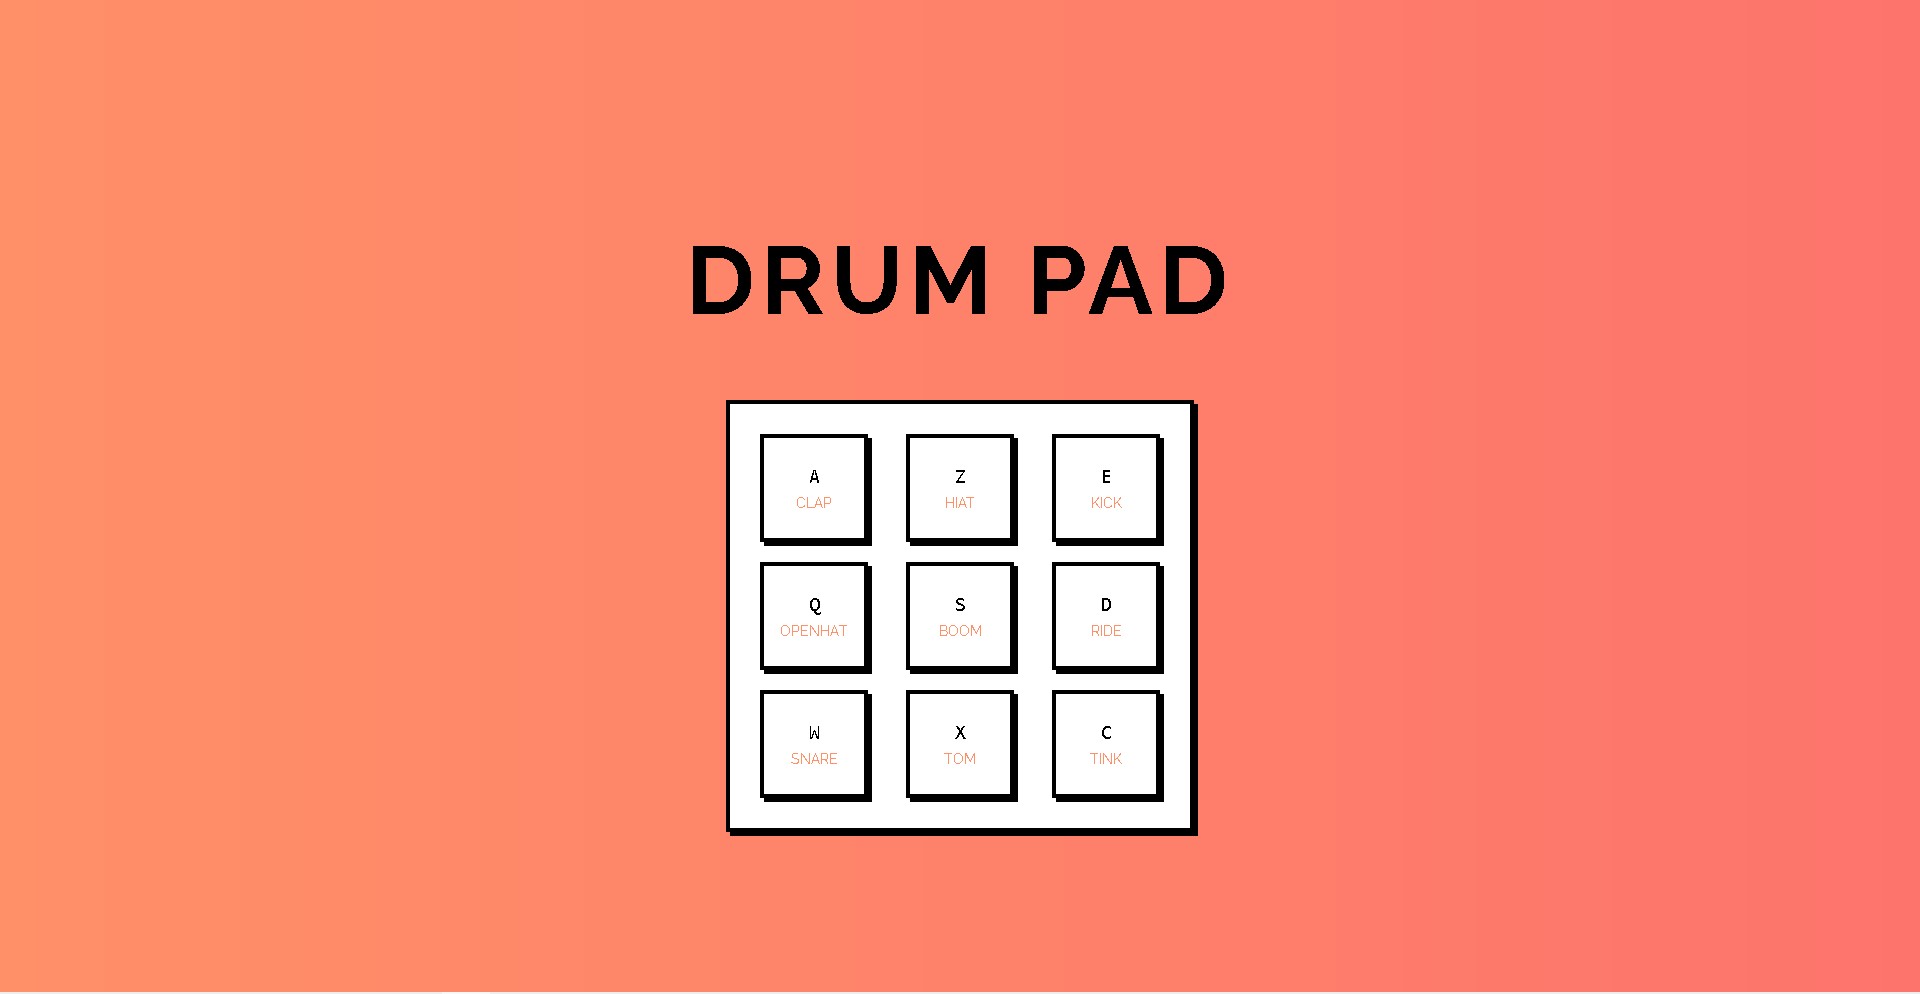 DRUM PAD
A
CLAP
Z
HIAT
E
KICK
Q
OPENHAT
S
BOOM
D
RIDE
W
SNARE
X
TOM
C
TINK